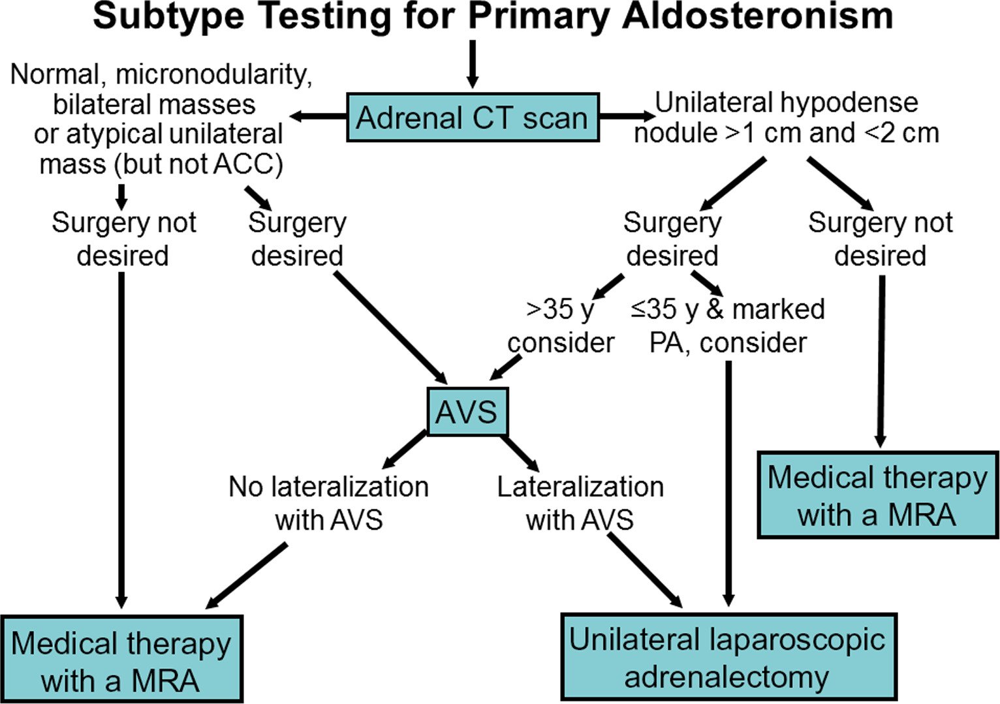 Subtype Testing for Primary Aldosteronism
Normal, micronodularity,
bilateral masses
or atypical unilateral
mass (but not ACC)
Adrenal CT scan
Unilateral hypodense
nodule >1 cm and <2 cm
Surgery not
desired
Surgery
desired
Surgery
desired
Surgery not
desired
>35 y
consider
≤35 y & marked
PA, consider
AVS
No lateralization
with AVS
Lateralization
with AVS
Medical therapy
with a MRA
Medical therapy
with a MRA
Unilateral laparoscopic
adrenalectomy